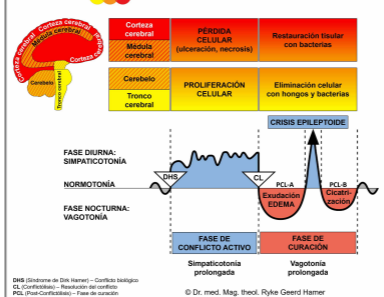 Corteza cerebral
Corteza cerebral
Médula cerebral
Corteza
Cerebelo
Tronco cerebral
Corteza
cerebral
Médula
cerebral
PÉRDIDA
CELULAR
(ulceración, necrosis)
Restauración tisular
con bacterias
Cerebelo
Tronco
cerebral
PROLIFERACIÓN
CELULAR
Eliminación celular
con hongos y bacterias
CRISIS EPILEPTOIDE
FASE DIURNA:
SIMPATICOTONÍA
DHS
CL
NORMOTONÍA
PCL-A
PCL-B
Exudación
EDEMA
Cicatri-
zación
FASE NOCTURNA:
VAGOTONÍA
FASE DE
CONFLICTO ACTIVO
FASE DE
CURACIÓN
Simpaticotonía
prolongada
Vagotonía
prolongada
DHS (Síndrome de Dirk Hamer) – Conflicto biológico
CL (Conflictólisis) – Resolución del conflicto
PCL (Post-Conflictólisis) – Fase de curación
© Dr. med. Mag. theol. Ryke Geerd Hamer